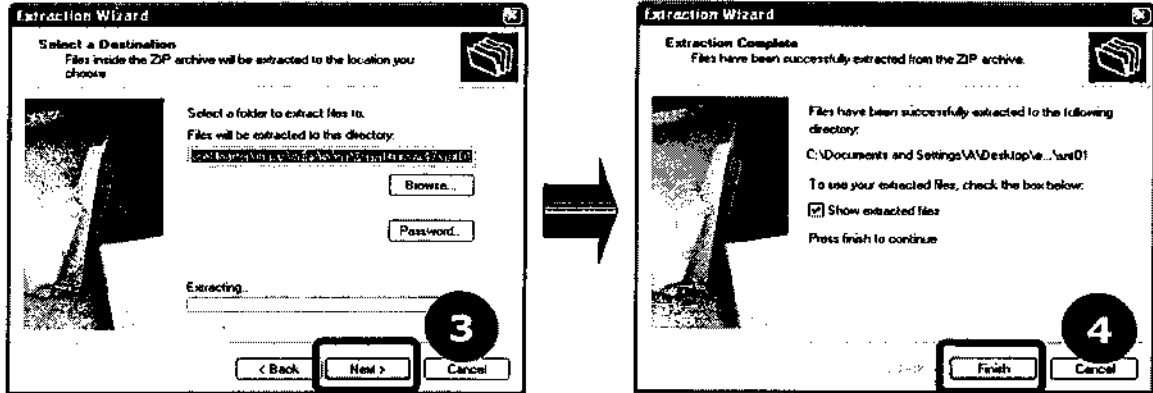 Extraction Wizard
Select a Destination
Files inside the ZIP archive will be extracted to the location you
choose
Select a folder to extract files to.
Files will be extracted to this directory:
Browse...
Password..
Extracting..
3
< Back
Next >
Cancel
Extraction Wizard
Extraction Complete
Files have been successfully extracted from the ZIP archive.
Files have been successfully extracted to the following
directory:
C:\Documents and Settings\A\Desktop\
To see your extracted files, check the box below:
Show extracted files
Press finish to continue
4
Finish
Cancel